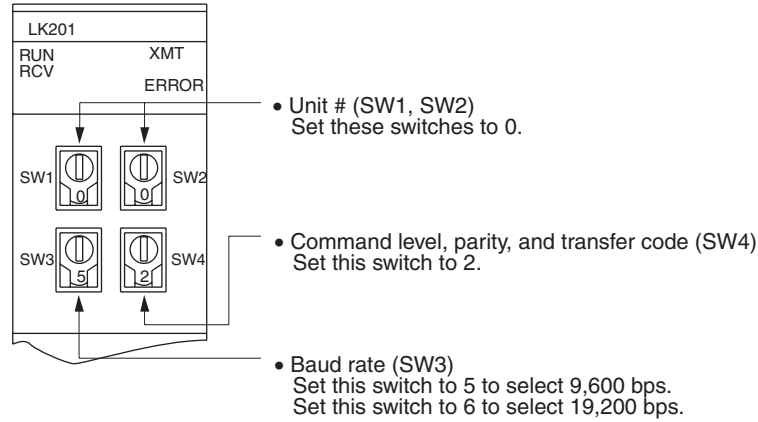 LK201
RUN XMT
RCV
ERROR
• Unit # (SW1, SW2)
Set these switches to 0.
SW1 0 0 SW2
• Command level, parity, and transfer code (SW4)
Set this switch to 2.
SW3 5 2 SW4
• Baud rate (SW3)
Set this switch to 5 to select 9,600 bps.
Set this switch to 6 to select 19,200 bps.